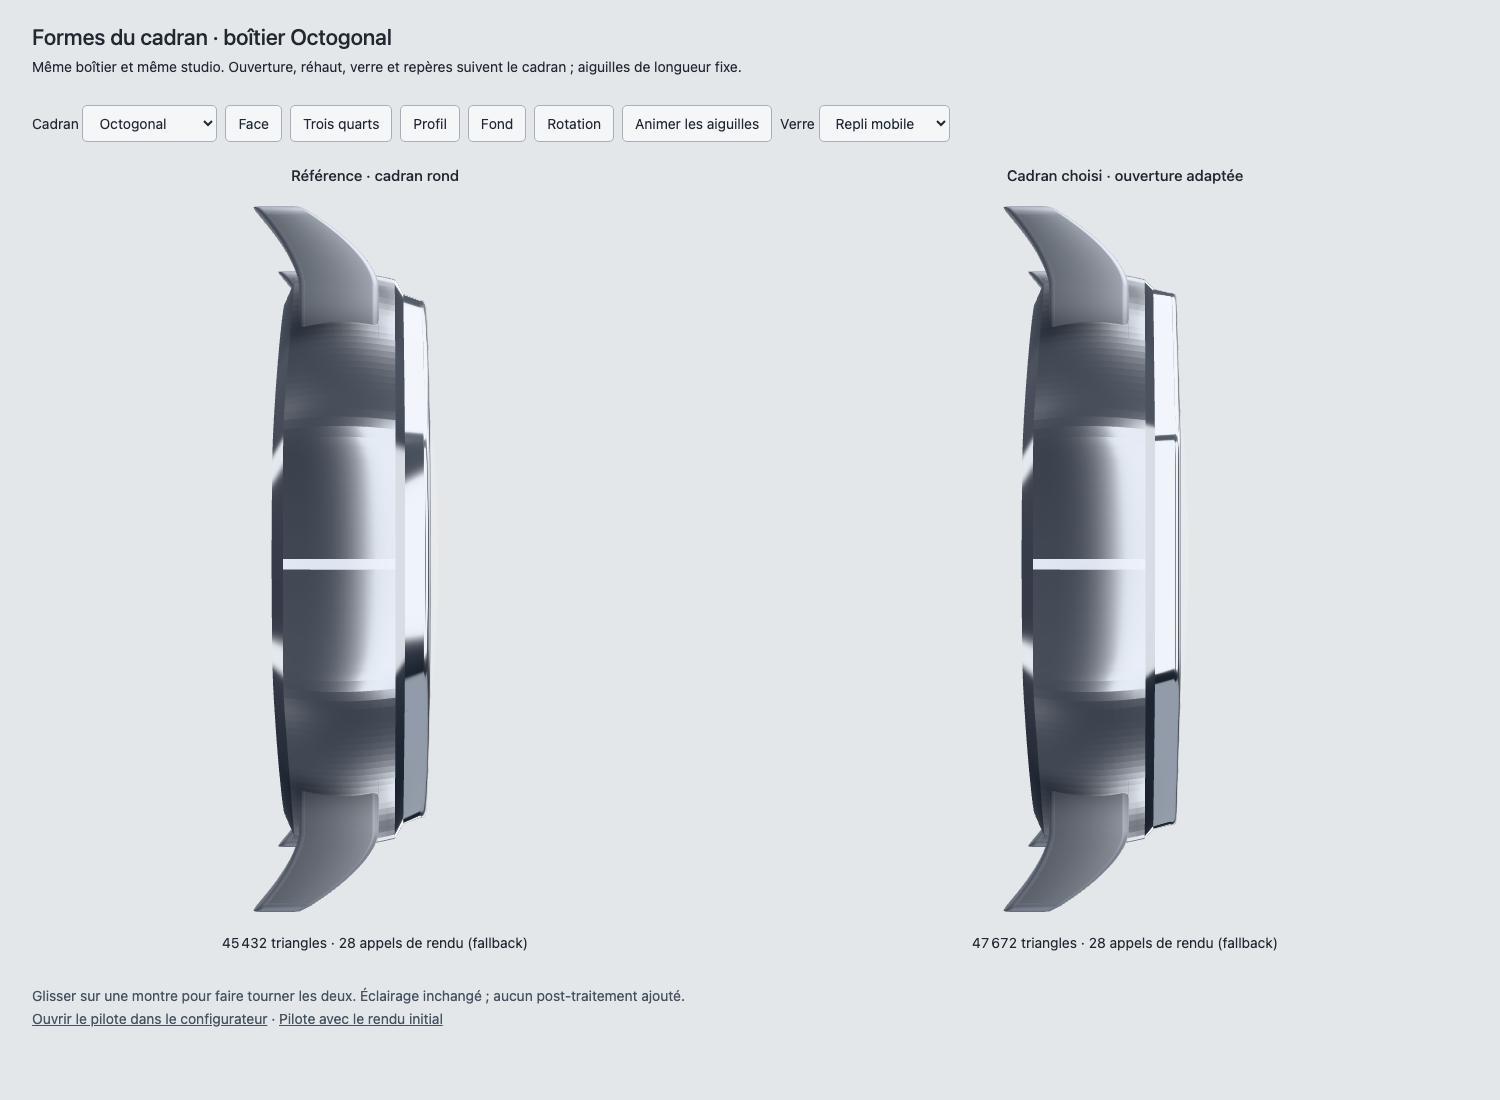 Formes du cadran · boîtier Octogonal
Même boîtier et même studio. Ouverture, réhaut, verre et repères suivent le cadran ; aiguilles de longueur fixe.
Cadran Octogonal Face Trois quarts Profil Fond Rotation Animer les aiguilles Verre Repli mobile
Référence · cadran rond
Cadran choisi · ouverture adaptée
45 432 triangles · 28 appels de rendu (fallback)
47 672 triangles · 28 appels de rendu (fallback)
Glisser sur une montre pour faire tourner les deux. Éclairage inchangé ; aucun post-traitement ajouté.
Ouvrir le pilote dans le configurateur · Pilote avec le rendu initial